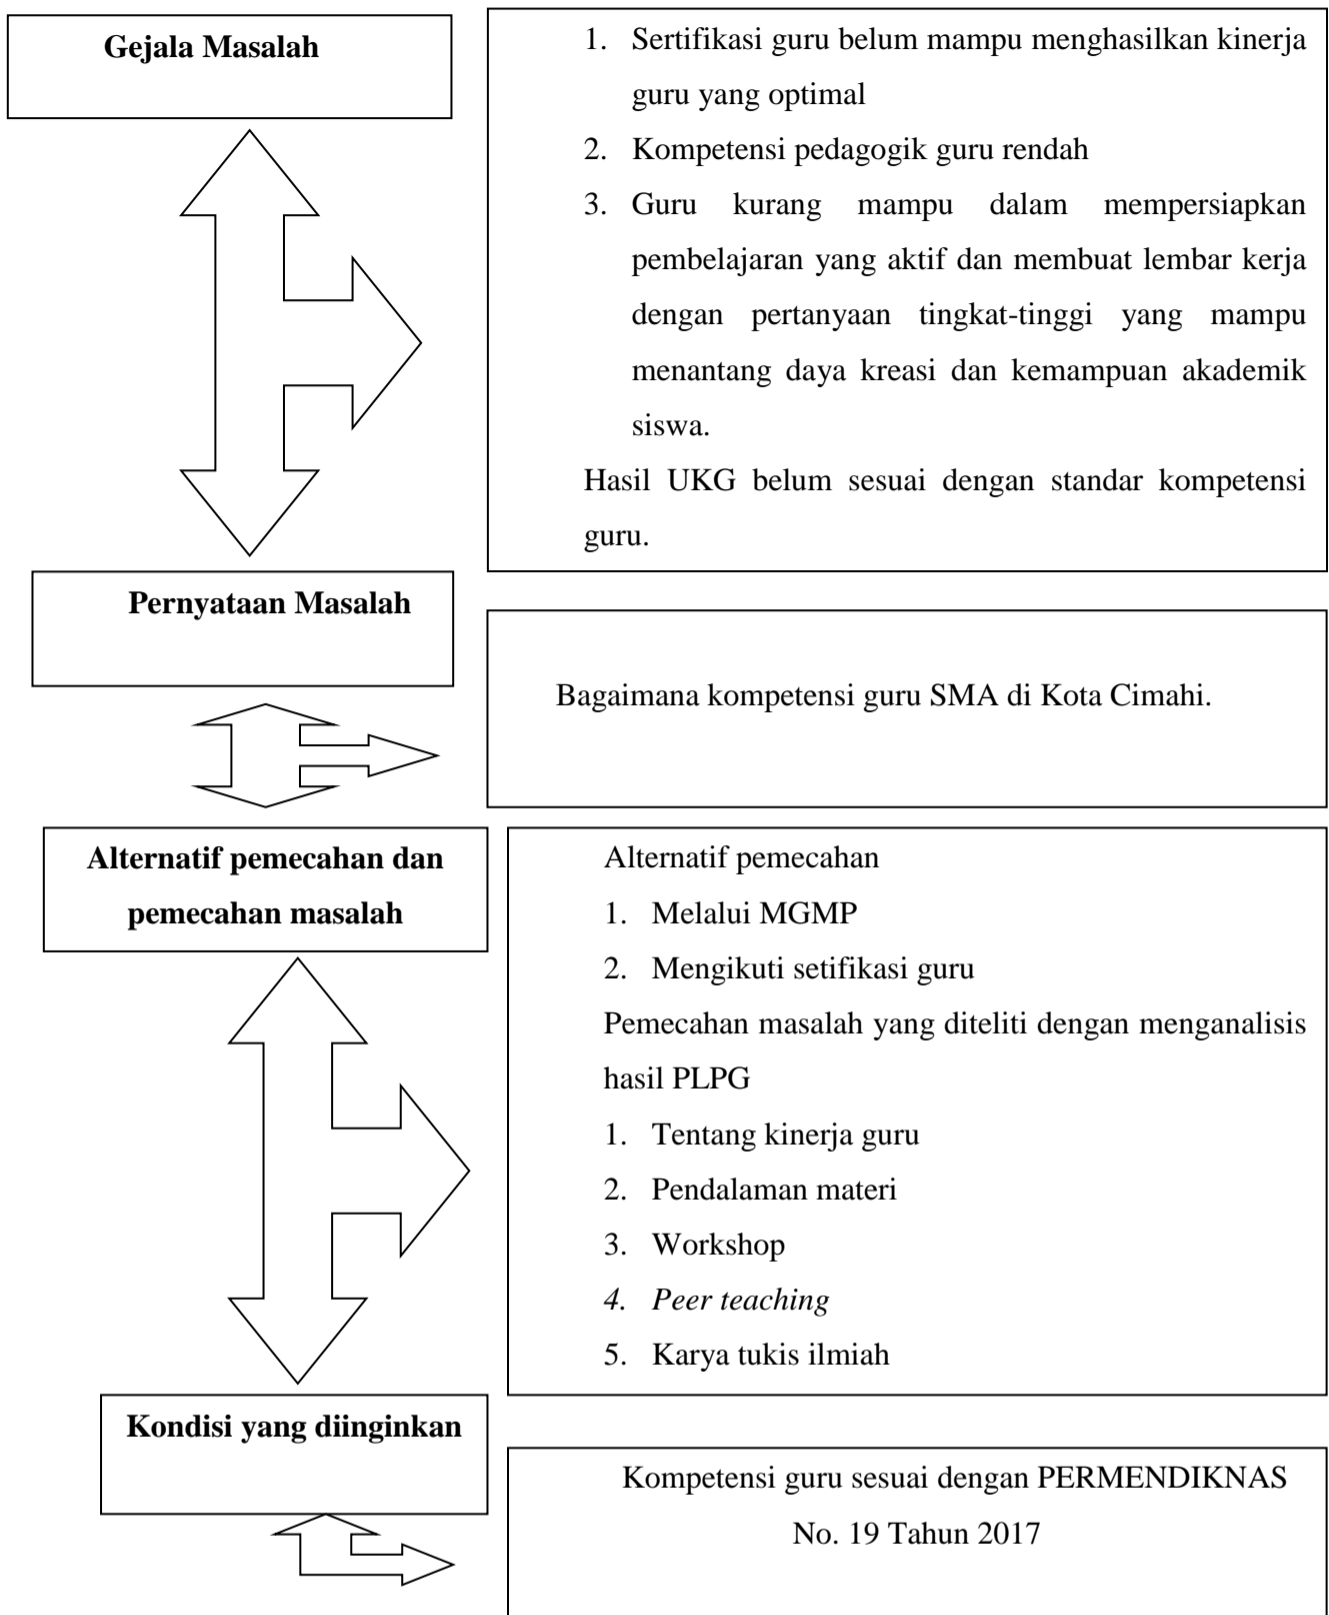 Gejala Masalah
1. Sertifikasi guru belum mampu menghasilkan kinerja
guru yang optimal
2. Kompetensi pedagogik guru rendah
3. Guru kurang mampu dalam mempersiapkan
pembelajaran yang aktif dan membuat lembar kerja
dengan pertanyaan tingkat-tinggi yang mampu
menantang daya kreasi dan kemampuan akademik
siswa.
Hasil UKG belum sesuai dengan standar kompetensi
guru.
Pernyataan Masalah
Bagaimana kompetensi guru SMA di Kota Cimahi.
Alternatif pemecahan dan
pemecahan masalah
Alternatif pemecahan
1. Melalui MGMP
2. Mengikuti setifikasi guru
Pemecahan masalah yang diteliti dengan menganalisis
hasil PLPG
1. Tentang kinerja guru
2. Pendalaman materi
3. Workshop
4. Peer teaching
5. Karya tukis ilmiah
Kondisi yang diinginkan
Kompetensi guru sesuai dengan PERMENDIKNAS
No. 19 Tahun 2017